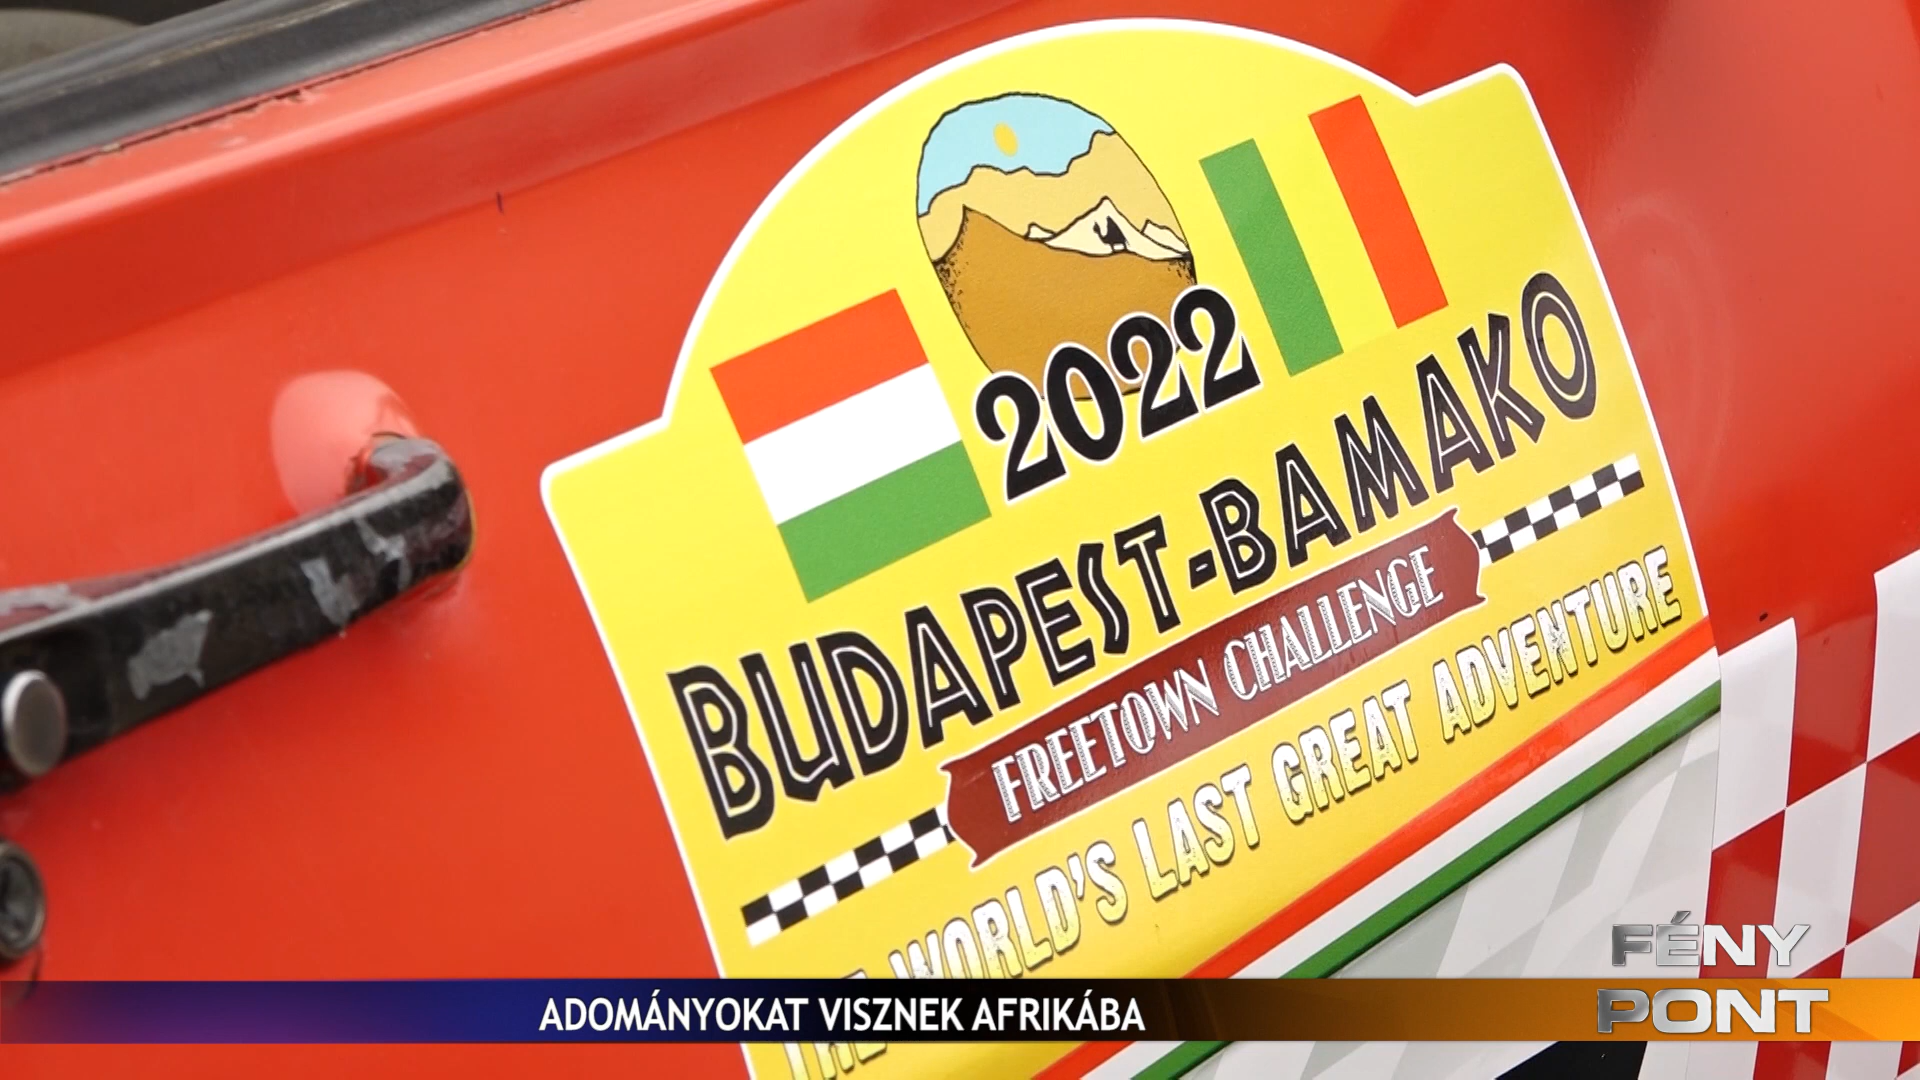 2022
BUDAPEST-BAMAKO
FREETOWN CHALLENGE
THE WORLD'S LAST GREAT ADVENTURE
FÉNY
PONT
ADOMÁNYOKAT VISZNEK AFRIKÁBA